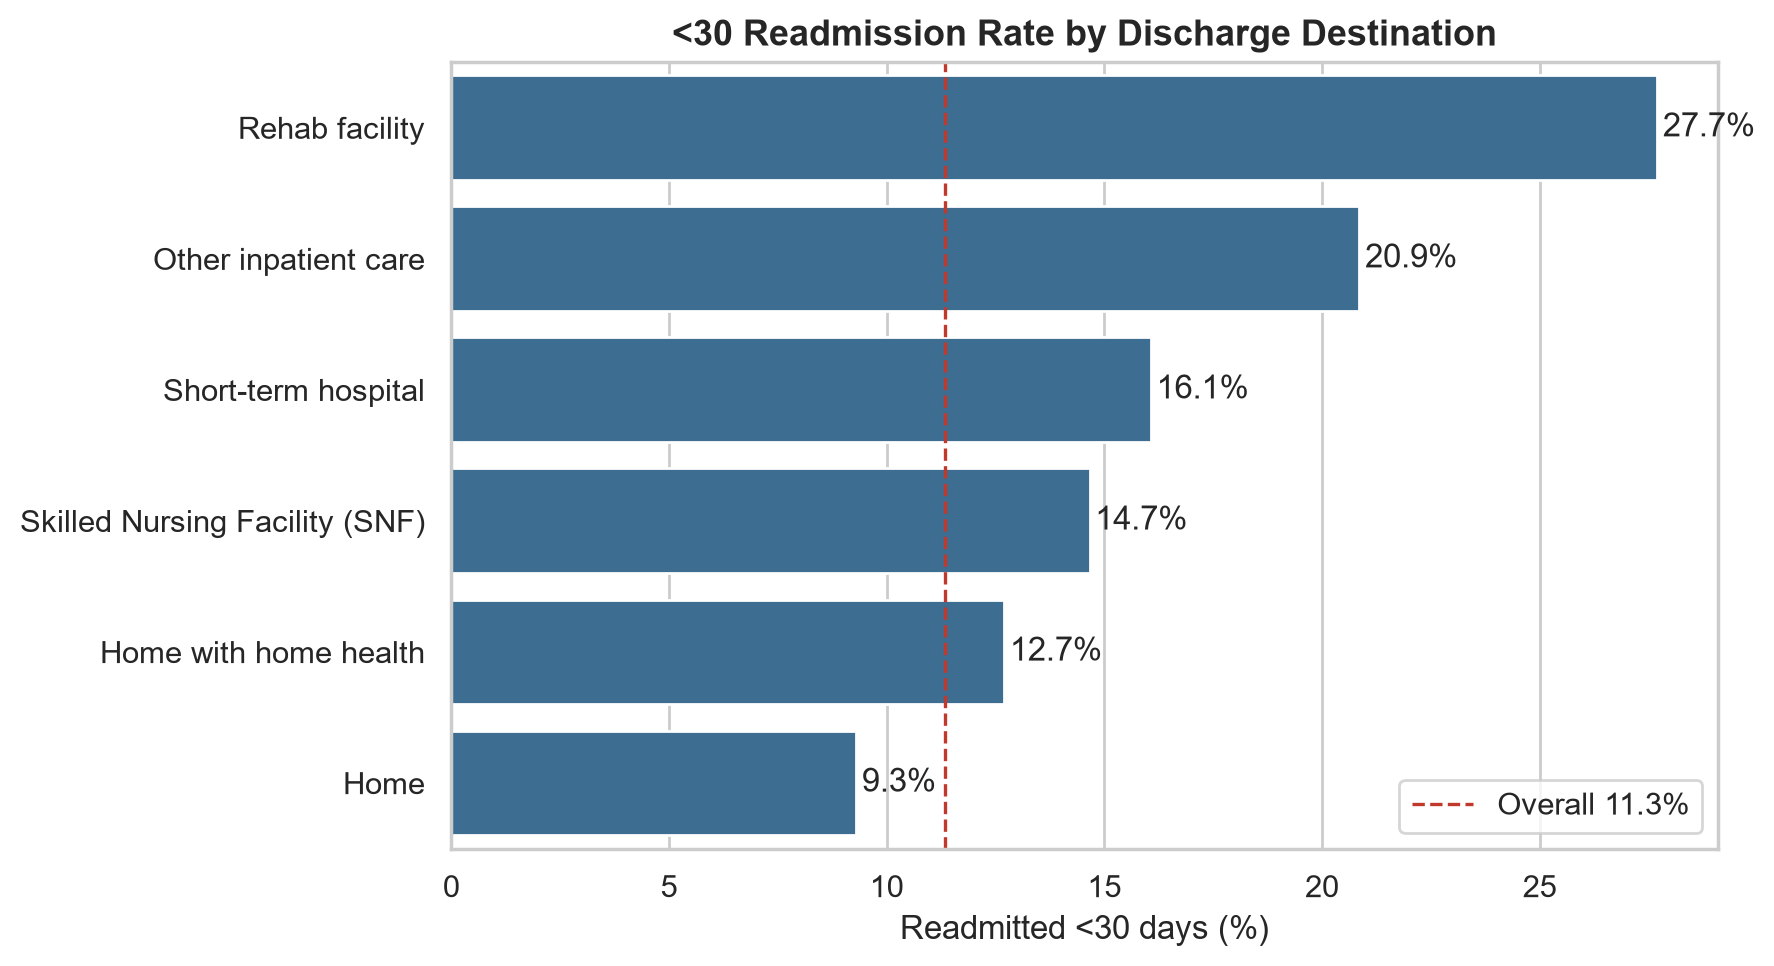 <30 Readmission Rate by Discharge Destination
Rehab facility
27.7%
Other inpatient care
20.9%
Short-term hospital
16.1%
Skilled Nursing Facility (SNF)
14.7%
Home with home health
12.7%
Home
9.3%
Overall 11.3%
0 5 10 15 20 25
Readmitted <30 days (%)